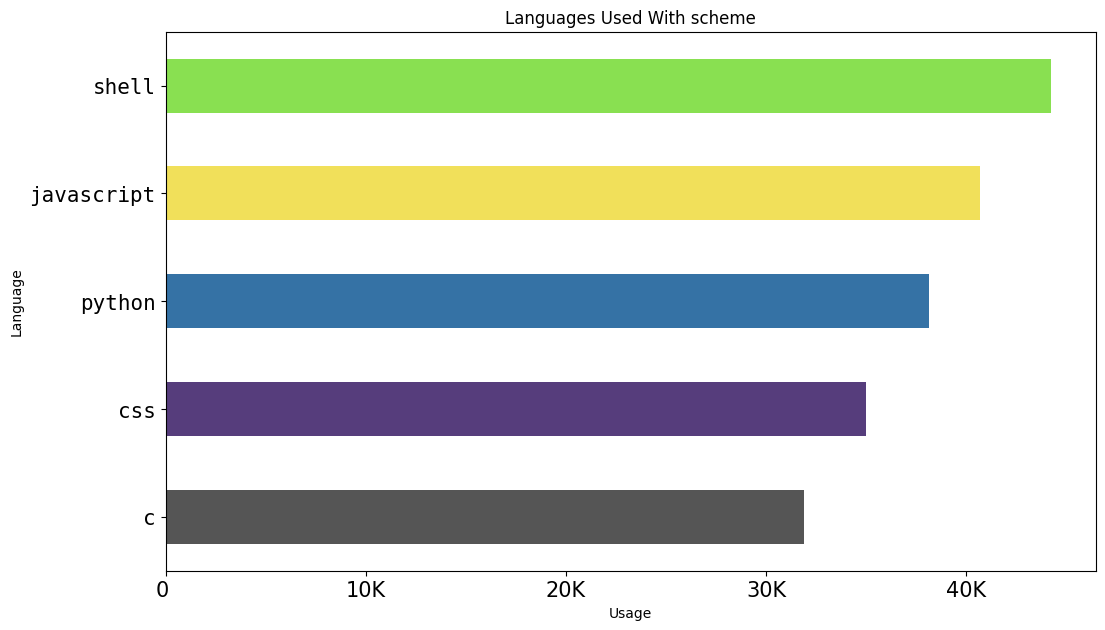 Languages Used With scheme
shell
javascript
python
css
c
Language
0 10K 20K 30K 40K
Usage